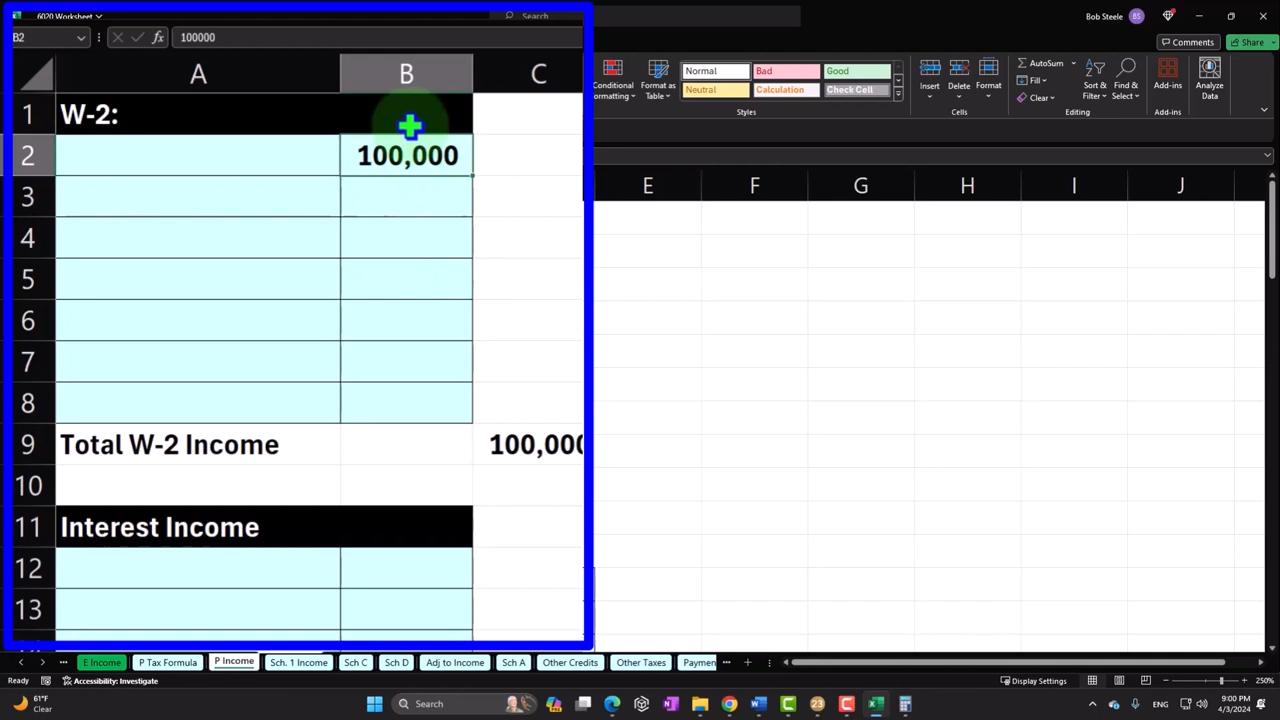 6020 Worksheet
Search
Bob Steele BS
B2
100000
Comments
Share
Conditional Formatting
Format as Table
Normal
Bad
Good
Neutral
Calculation
Check Cell
Styles
Insert
Delete
Format
Cells
AutoSum
Fill
Clear
Sort & Filter
Find & Select
Editing
Add-ins
Add-ins
Analyze Data
A B C E F G H I J
1 W-2:
2 100,000
3
4
5
6
7
8
9 Total W-2 Income 100,000
10
11 Interest Income
12
13
E Income P Tax Formula P Income Sch. 1 Income Sch C Sch D Adj to Income Sch A Other Credits Other Taxes Paymen
Ready Accessibility: Investigate Display Settings 250%
61°F
Clear
Search
23
ENG
9:00 PM
4/3/2024